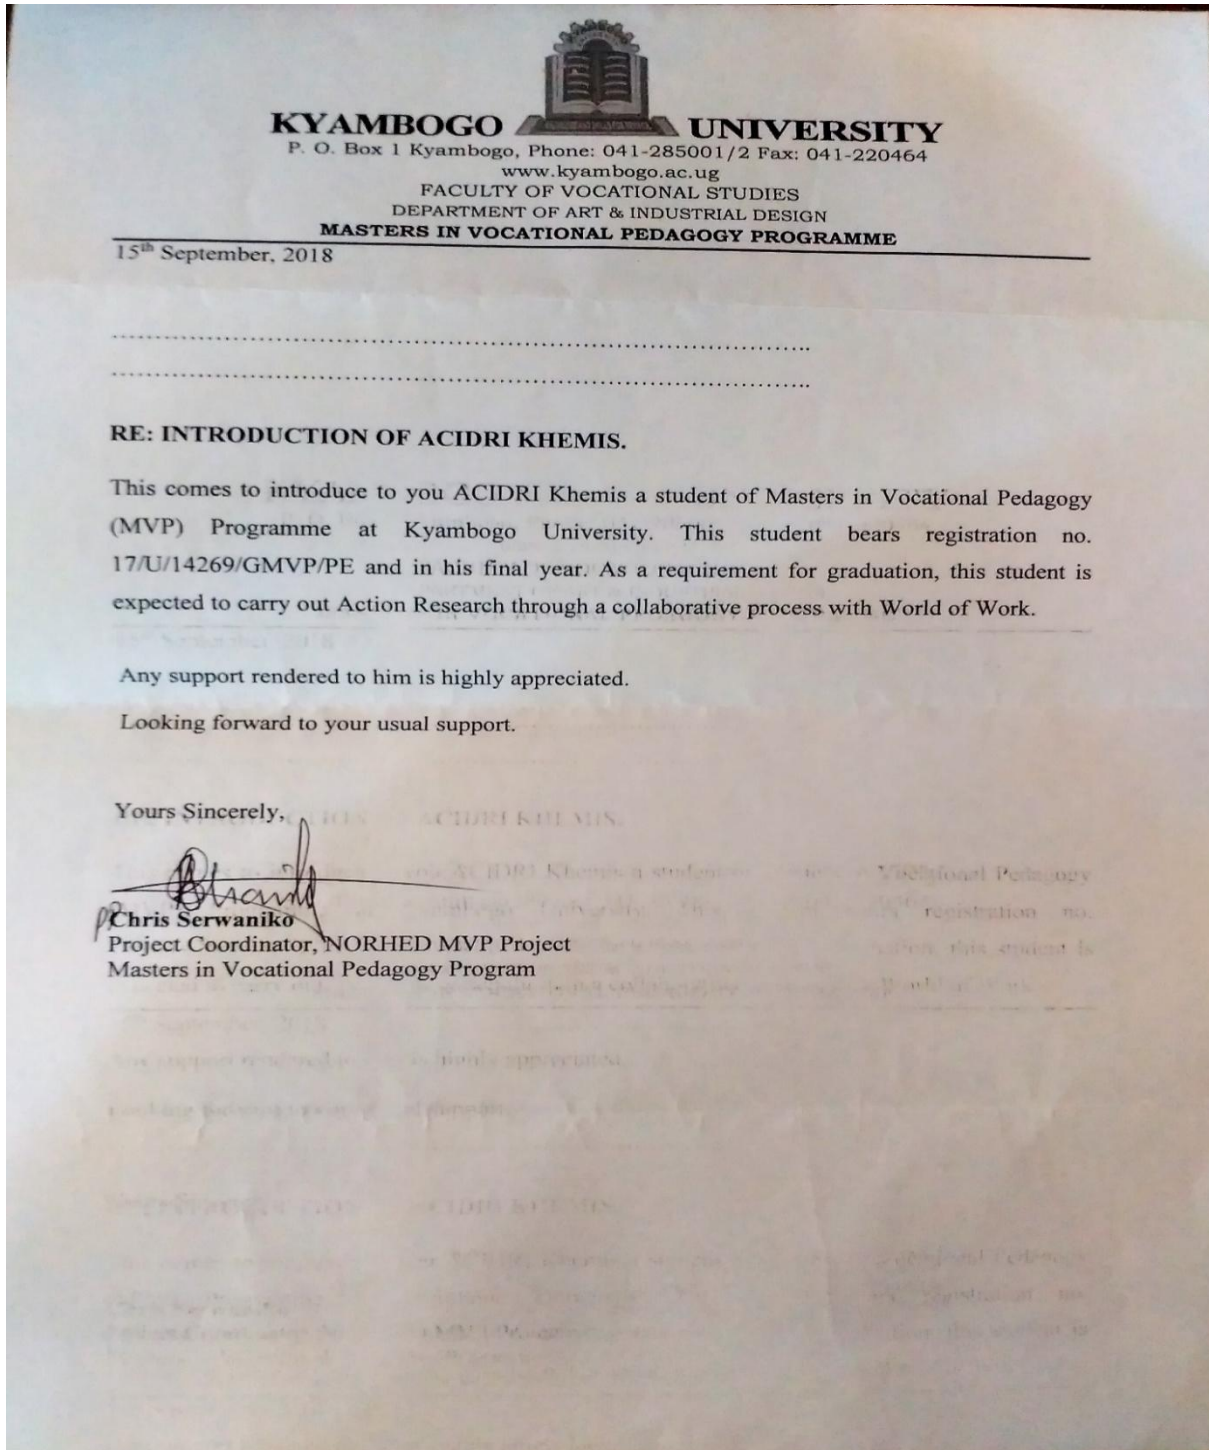 KYAMBOGO UNIVERSITY
P. O. Box 1 Kyambogo, Phone: 041-285001/2 Fax: 041-220464
www.kyambogo.ac.ug
FACULTY OF VOCATIONAL STUDIES
DEPARTMENT OF ART & INDUSTRIAL DESIGN
MASTERS IN VOCATIONAL PEDAGOGY PROGRAMME
15th September, 2018
................................................................................
................................................................................
RE: INTRODUCTION OF ACIDRI KHEMIS.
This comes to introduce to you ACIDRI Khemis a student of Masters in Vocational Pedagogy
(MVP) Programme at Kyambogo University. This student bears registration no.
17/U/14269/GMVP/PE and in his final year. As a requirement for graduation, this student is
expected to carry out Action Research through a collaborative process with World of Work.
Any support rendered to him is highly appreciated.
Looking forward to your usual support.
Yours Sincerely,
Chris Serwaniko
Project Coordinator, NORHED MVP Project
Masters in Vocational Pedagogy Program